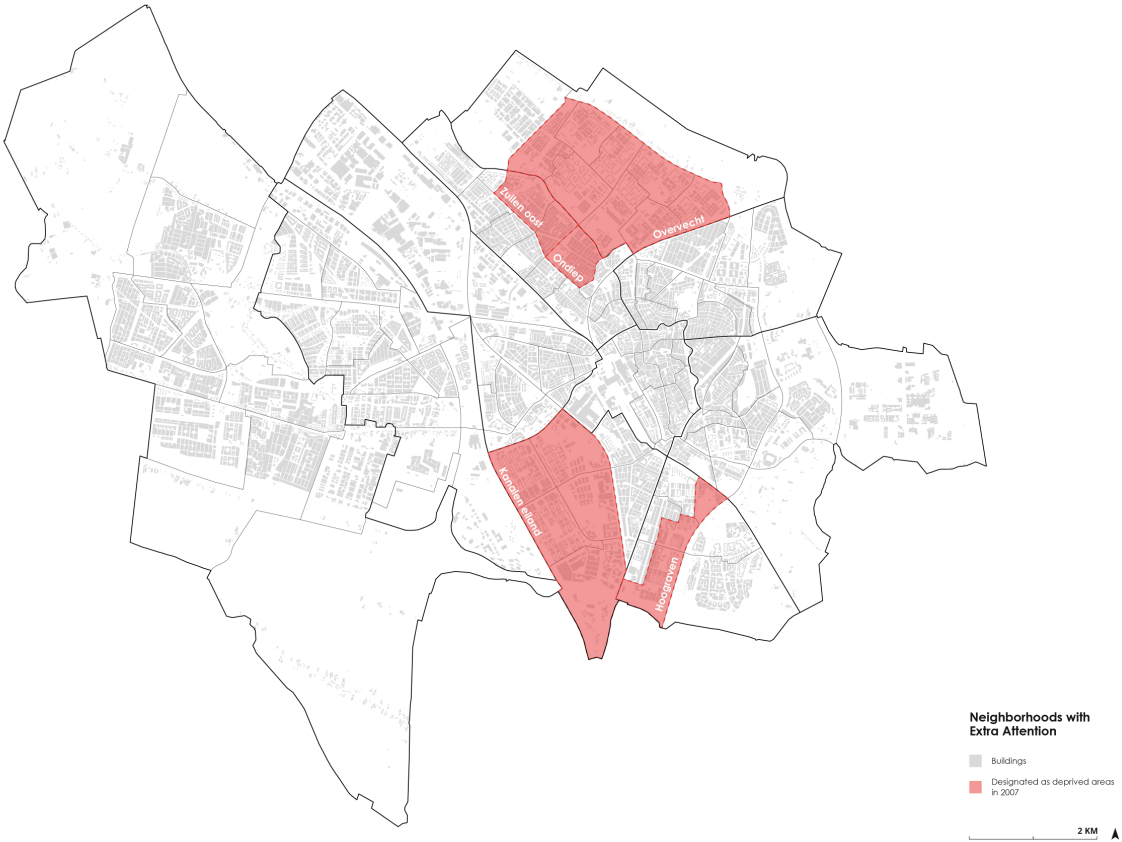 Zuilen oost
Overvecht
Ondiep
Kanalen eiland
Hoograven
Neighborhoods with
Extra Attention
Buildings
Designated as deprived areas
in 2007
2 KM